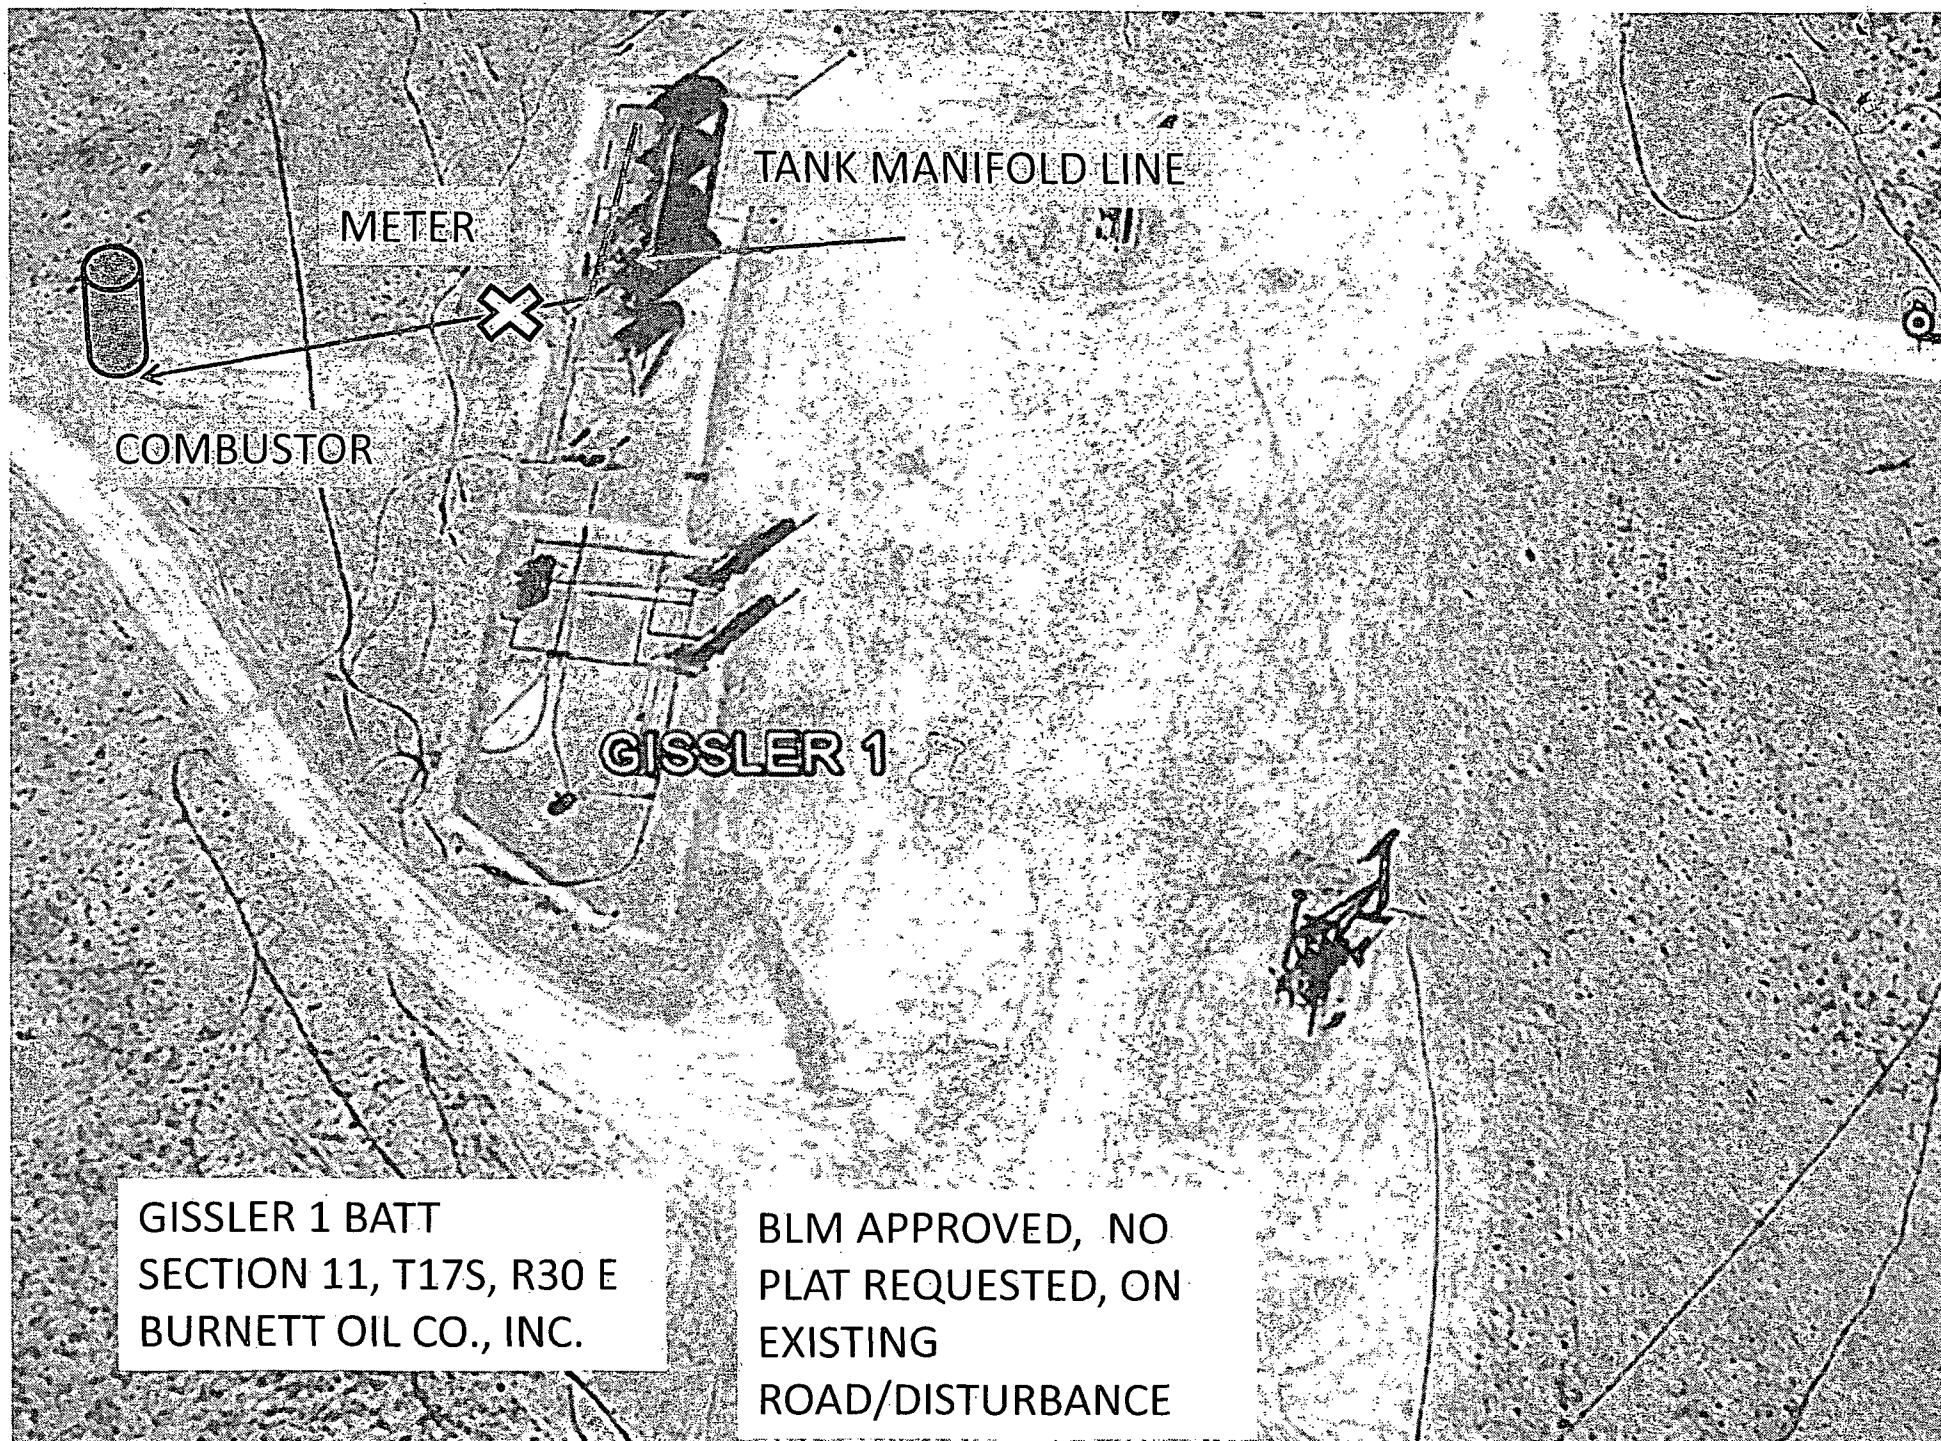 TANK MANIFOLD LINE
METER
COMBUSTOR
GISSLER 1
GISSLER 1 BATT
SECTION 11, T17S, R30 E
BURNETT OIL CO., INC.
BLM APPROVED, NO
PLAT REQUESTED, ON
EXISTING
ROAD/DISTURBANCE